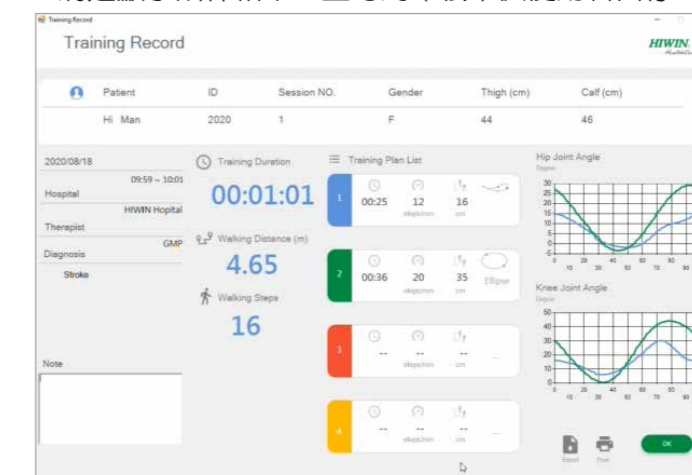 Training Record
Training Record
HIWIN
Patient ID Session NO. Gender Thigh (cm) Calf (cm)
Hi Man 2020 1 F 44 46
2020/08/18
09:59 ~ 10:01
Hospital
HIWIN Hopital
Therapist
GMP
Diagnosis
Stroke
Note
Training Duration
00:01:01
Walking Distance (m)
4.65
Walking Steps
16
Training Plan List
1
00:25 12 16
steps/min cm
2
00:36 20 35 Ellipse
steps/min cm
3
-- -- -- --
steps/min cm
4
-- -- -- --
steps/min cm
Hip Joint Angle
Degree
30
25
20
15
10
5
0
-5
10 20 30 40 50 60 70 80 90
Knee Joint Angle
Degree
50
40
30
20
10
0
10 20 30 40 50 60 70 80 90
Export Print OK